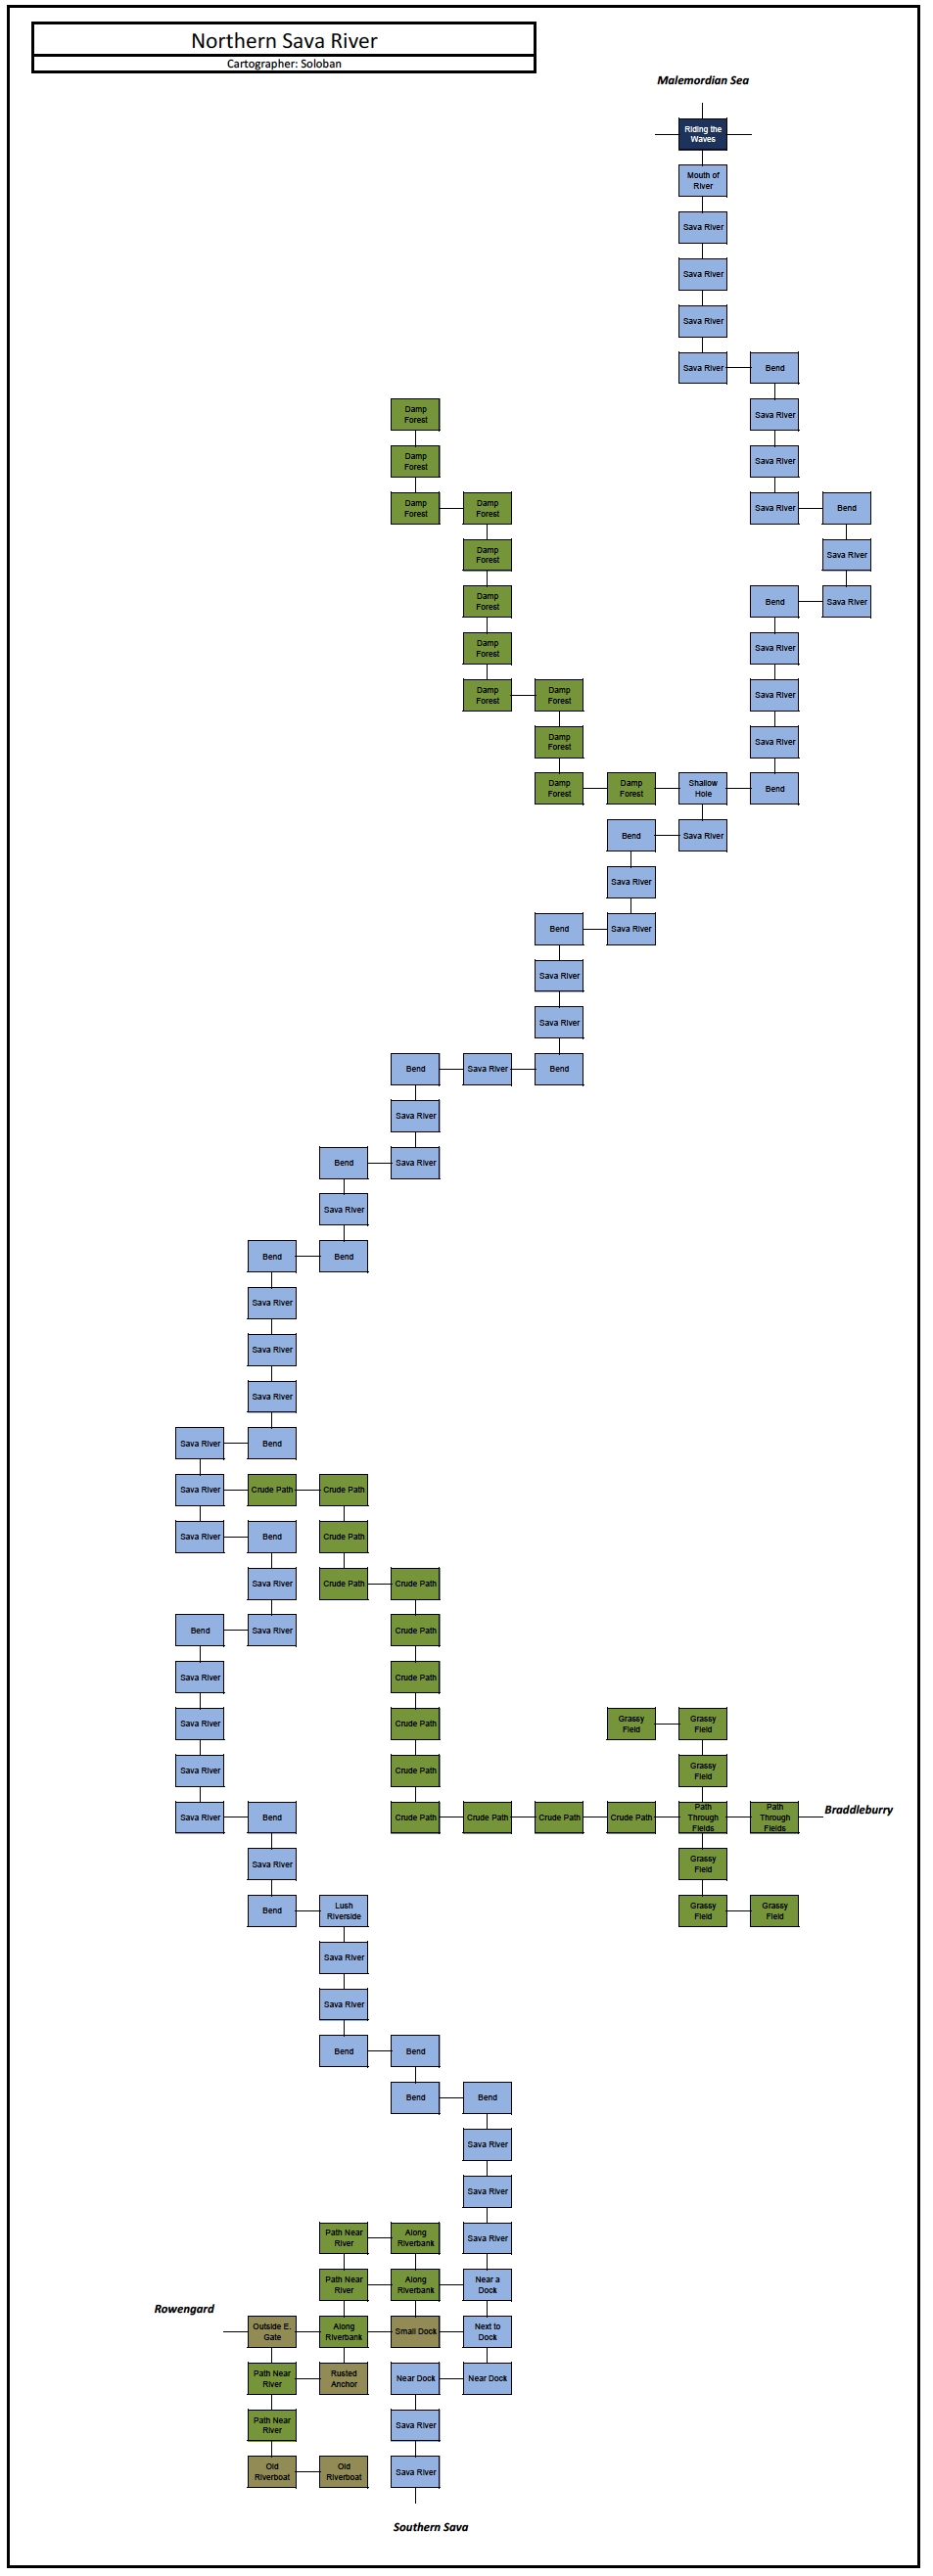 Northern Sava River
Cartographer: Soloban
Malemordian Sea
Riding the
Waves
Mouth of
River
Sava River
Sava River
Sava River
Sava River
Bend
Damp
Forest
Sava River
Damp
Forest
Sava River
Damp
Forest
Damp
Forest
Sava River
Bend
Damp
Forest
Sava River
Damp
Forest
Bend
Sava River
Damp
Forest
Sava River
Damp
Forest
Damp
Forest
Sava River
Damp
Forest
Sava River
Damp
Forest
Damp
Forest
Shallow
Hole
Bend
Bend
Sava River
Sava River
Bend
Sava River
Sava River
Sava River
Bend
Sava River
Bend
Sava River
Bend
Sava River
Sava River
Bend
Bend
Sava River
Sava River
Sava River
Sava River
Bend
Sava River
Crude Path
Crude Path
Sava River
Bend
Crude Path
Sava River
Crude Path
Crude Path
Bend
Sava River
Crude Path
Sava River
Crude Path
Sava River
Crude Path
Grassy
Field
Grassy
Field
Sava River
Crude Path
Grassy
Field
Sava River
Bend
Crude Path
Crude Path
Crude Path
Crude Path
Path
Through
Fields
Path
Through
Fields
Braddleburry
Sava River
Grassy
Field
Bend
Lush
Riverside
Grassy
Field
Grassy
Field
Sava River
Sava River
Bend
Bend
Bend
Bend
Sava River
Sava River
Path Near
River
Along
Riverbank
Sava River
Path Near
River
Along
Riverbank
Near a
Dock
Rowengard
Outside E.
Gate
Along
Riverbank
Small Dock
Next to
Dock
Path Near
River
Rusted
Anchor
Near Dock
Near Dock
Path Near
River
Sava River
Old
Riverboat
Old
Riverboat
Sava River
Southern Sava